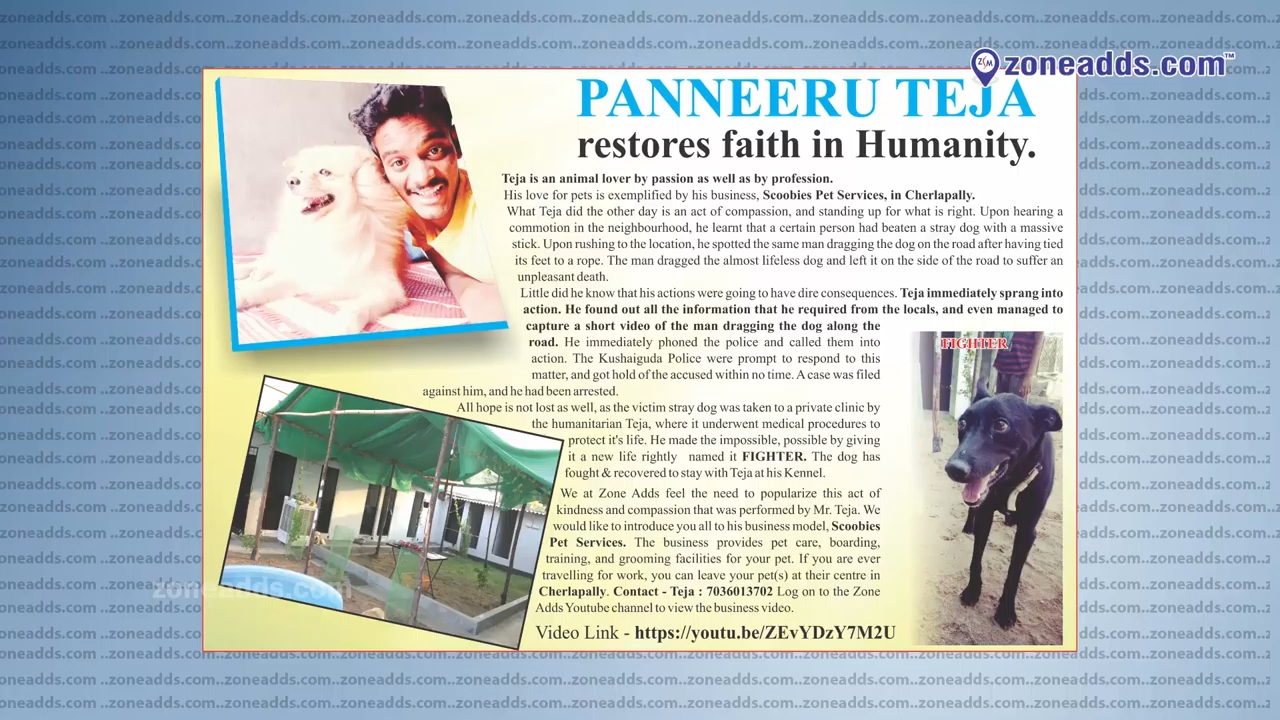 zoneadds.com™
PANNEERU TEJA
restores faith in Humanity.
Teja is an animal lover by passion as well as by profession.
His love for pets is exemplified by his business, Scoobies Pet Services, in Cherlapally.
What Teja did the other day is an act of compassion, and standing up for what is right. Upon hearing a
commotion in the neighbourhood, he learnt that a certain person had beaten a stray dog with a massive
stick. Upon rushing to the location, he spotted the same man dragging the dog on the road after having tied
its feet to a rope. The man dragged the almost lifeless dog and left it on the side of the road to suffer an
unpleasant death.
Little did he know that his actions were going to have dire consequences. Teja immediately sprang into
action. He found out all the information that he required from the locals, and even managed to
capture a short video of the man dragging the dog along the
road. He immediately phoned the police and called them into
action. The Kushaiguda Police were prompt to respond to this
matter, and got hold of the accused within no time. A case was filed
against him, and he had been arrested.
All hope is not lost as well, as the victim stray dog was taken to a private clinic by
the humanitarian Teja, where it underwent medical procedures to
protect it's life. He made the impossible, possible by giving
it a new life rightly named it FIGHTER. The dog has
fought & recovered to stay with Teja at his Kennel.
We at Zone Adds feel the need to popularize this act of
kindness and compassion that was performed by Mr. Teja. We
would like to introduce you all to his business model, Scoobies
Pet Services. The business provides pet care, boarding,
training, and grooming facilities for your pet. If you are ever
travelling for work, you can leave your pet(s) at their centre in
Cherlapally. Contact - Teja : 7036013702 Log on to the Zone
Adds Youtube channel to view the business video.
Video Link - https://youtu.be/ZEvYDzY7M2U
FIGHTER
zoneadds.com